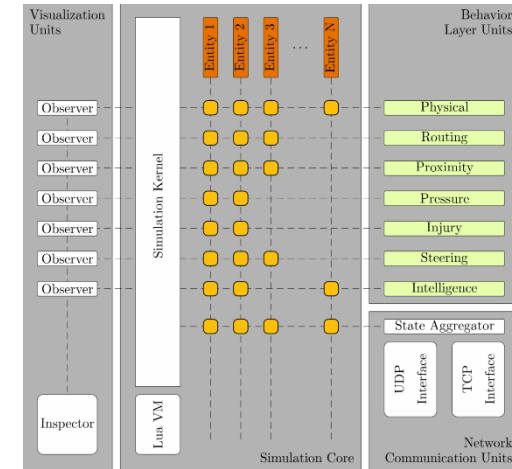 Visualization
Units
Observer
Observer
Observer
Observer
Observer
Observer
Observer
Inspector
Simulation Kernel
Lua VM
Entity 1
Entity 2
Entity 3
...
Entity N
Simulation Core
Behavior
Layer Units
Physical
Routing
Proximity
Pressure
Injury
Steering
Intelligence
State Aggregator
UDP
Interface
TCP
Interface
Network
Communication Units